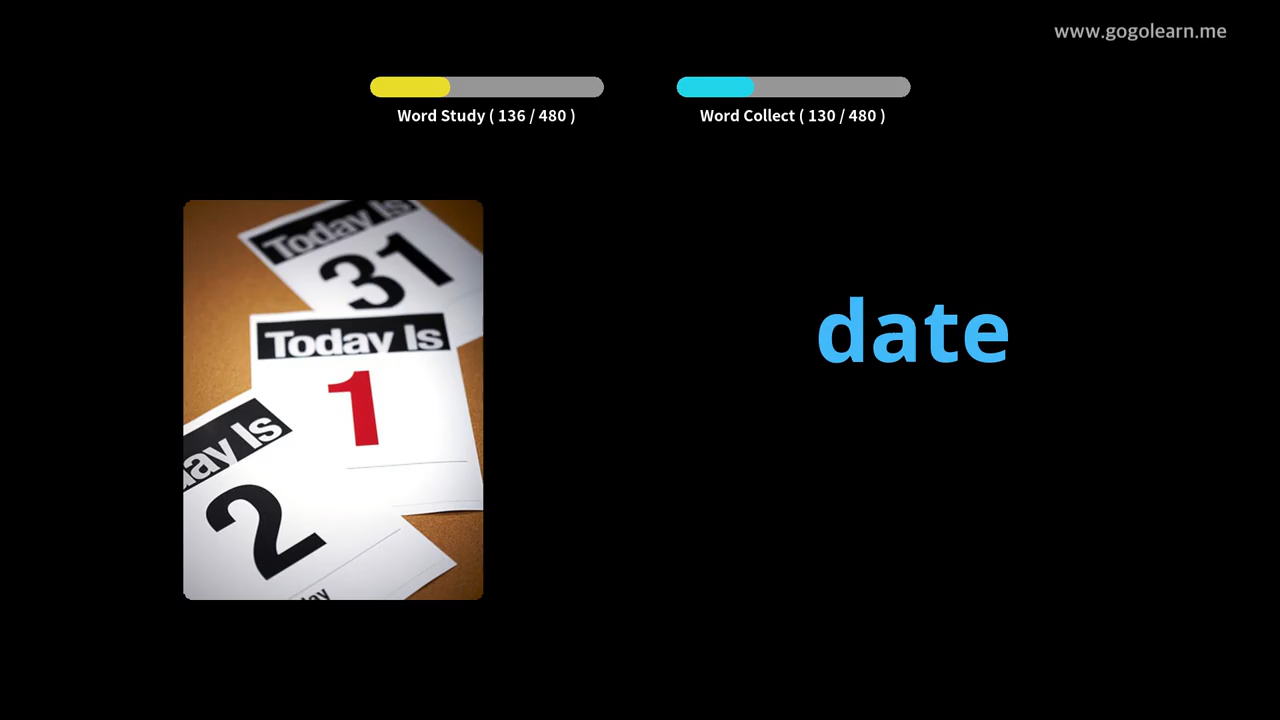 www.gogolearn.me
Word Study ( 136 / 480 )
Word Collect ( 130 / 480 )
Today Is
31
Today Is
1
ay Is
2
date